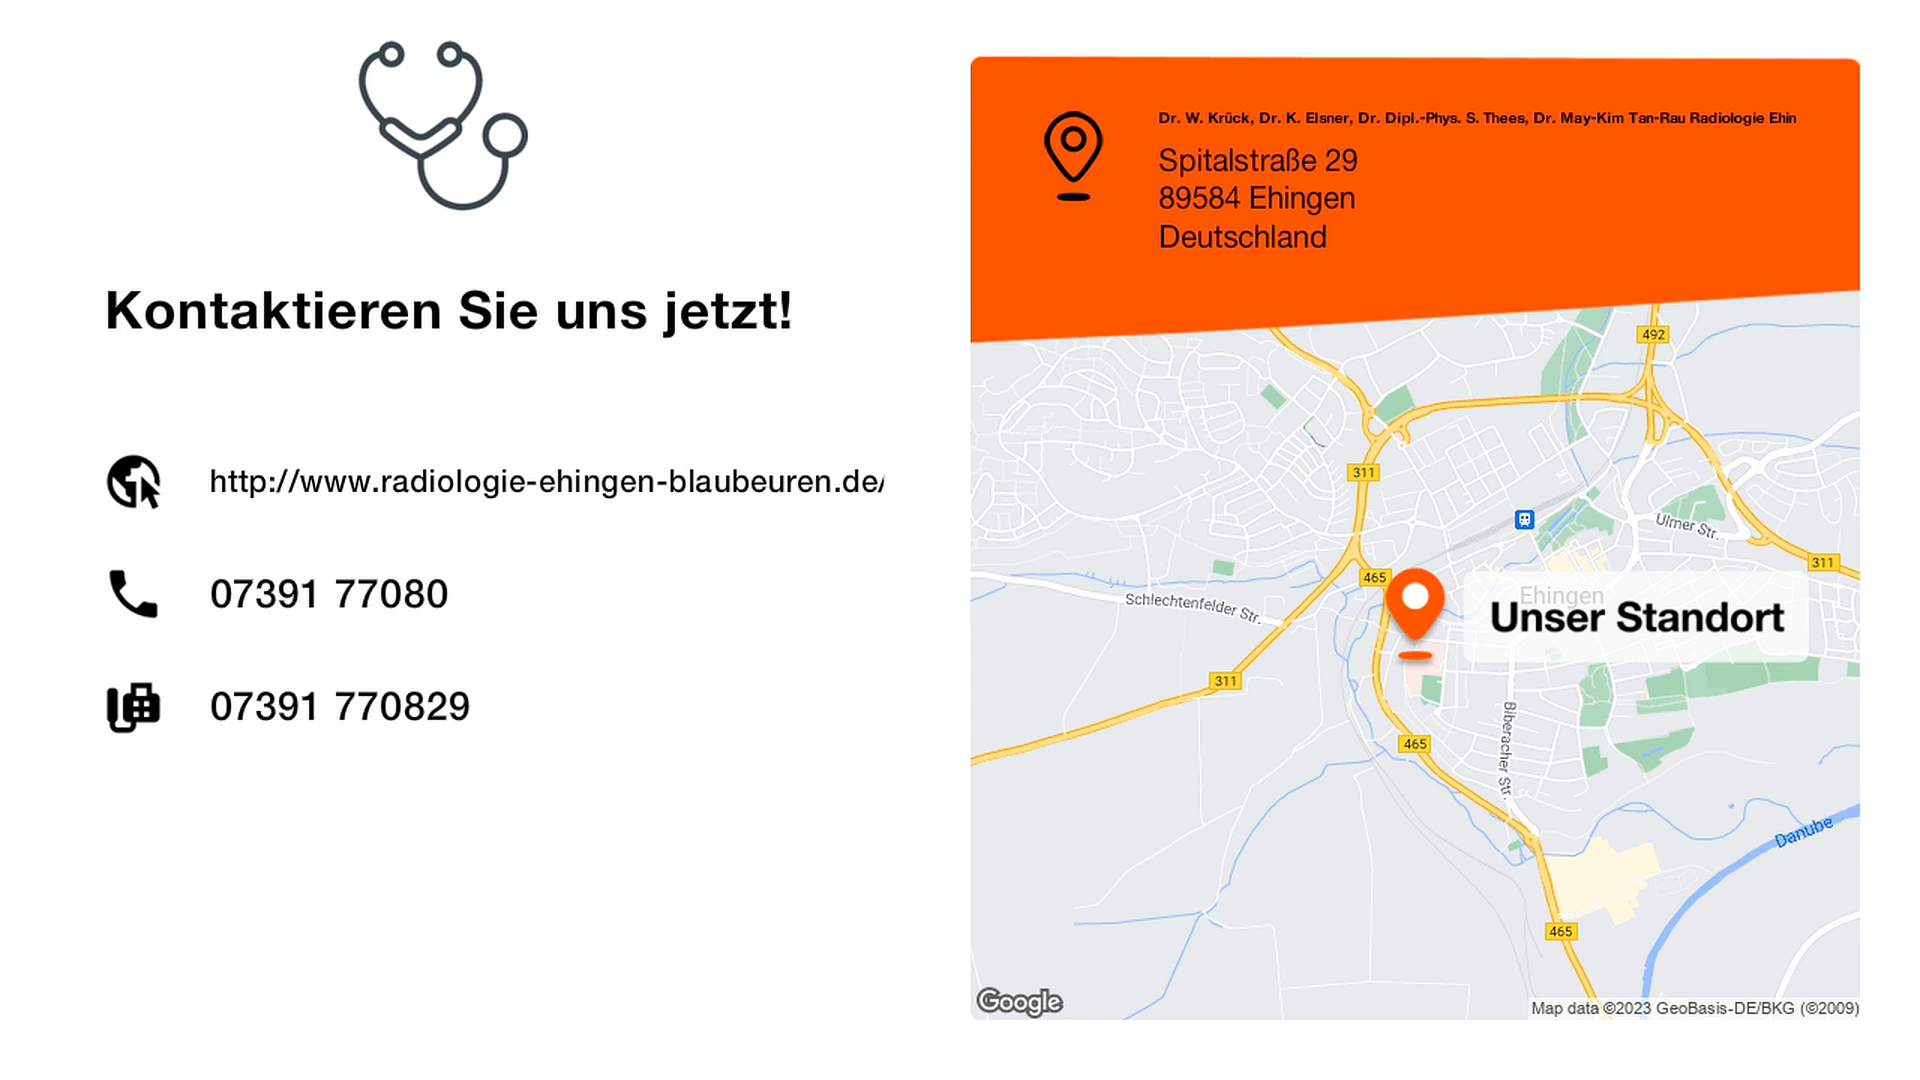 Kontaktieren Sie uns jetzt!
http://www.radiologie-ehingen-blaubeuren.de/
07391 77080
07391 770829
Dr. W. Krück, Dr. K. Elsner, Dr. Dipl.-Phys. S. Thees, Dr. May-Kim Tan-Rau Radiologie Ehin
Spitalstraße 29
89584 Ehingen
Deutschland
492
311
Ulmer Str.
311
465
Schlechtenfelder Str.
Ehingen
Unser Standort
311
465
Biberacher Str.
Danube
465
Google
Map data ©2023 GeoBasis-DE/BKG (©2009)